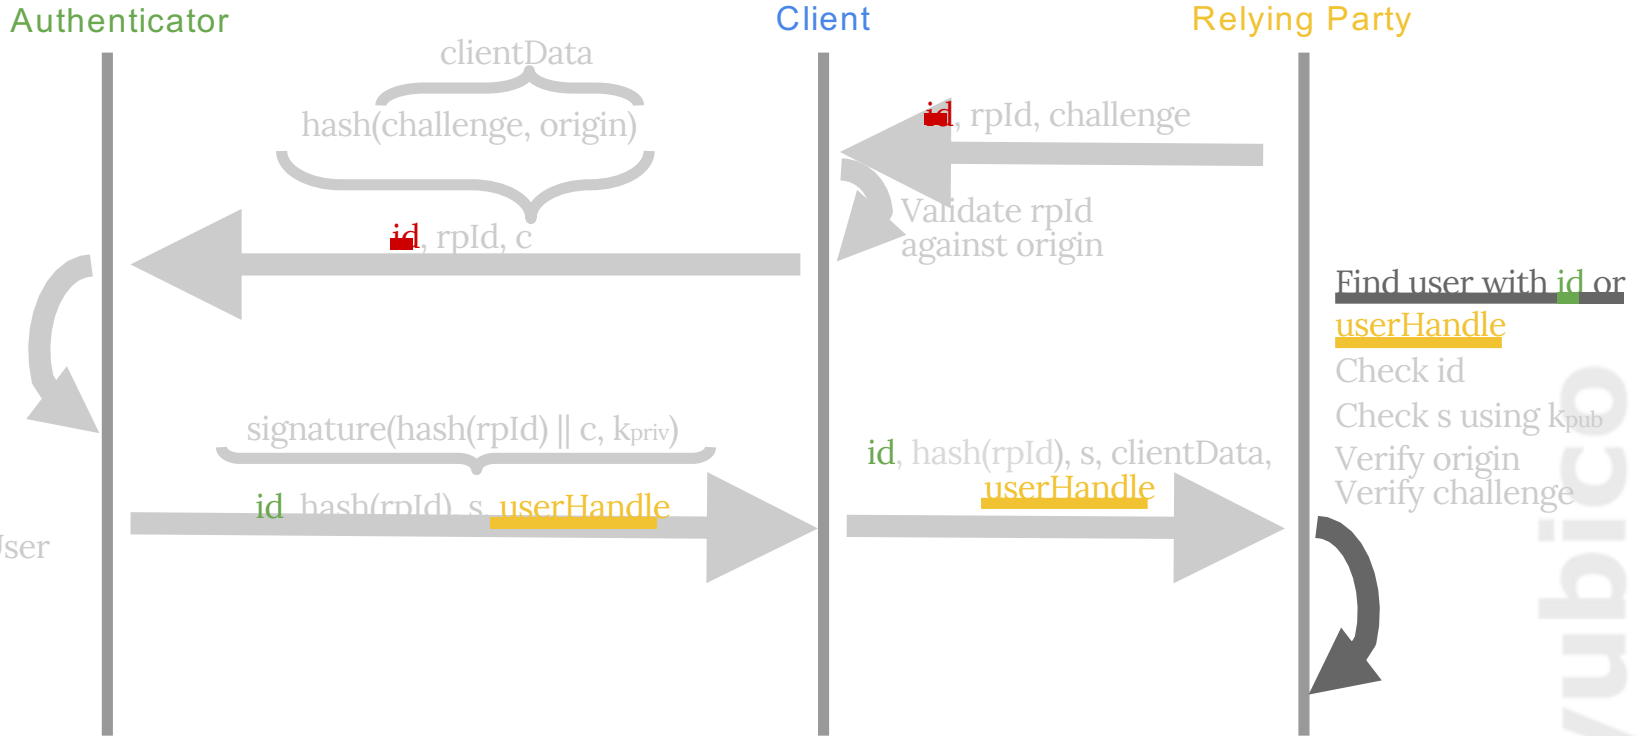 Authenticator
Client
Relying Party
clientData
hash(challenge, origin)
id, rpId, challenge
Validate rpId
against origin
id, rpId, c
Find user with id or
userHandle
Check id
Check s using kpub
Verify origin
Verify challenge
signature(hash(rpId) || c, kpriv)
id, hash(rpId), s, clientData,
userHandle
id hash(rpId), s userHandle
User
yubico